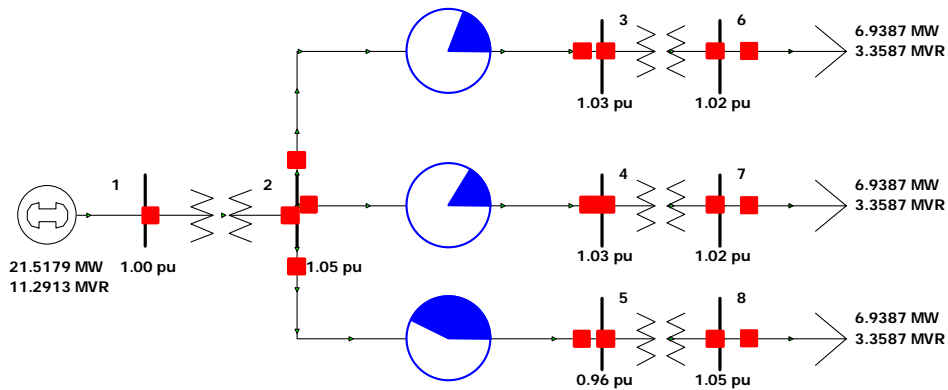 3
6
6.9387 MW
3.3587 MVR
1.03 pu
1.02 pu
1
2
4
7
6.9387 MW
3.3587 MVR
21.5179 MW
11.2913 MVR
1.00 pu
1.05 pu
1.03 pu
1.02 pu
5
8
6.9387 MW
3.3587 MVR
0.96 pu
1.05 pu